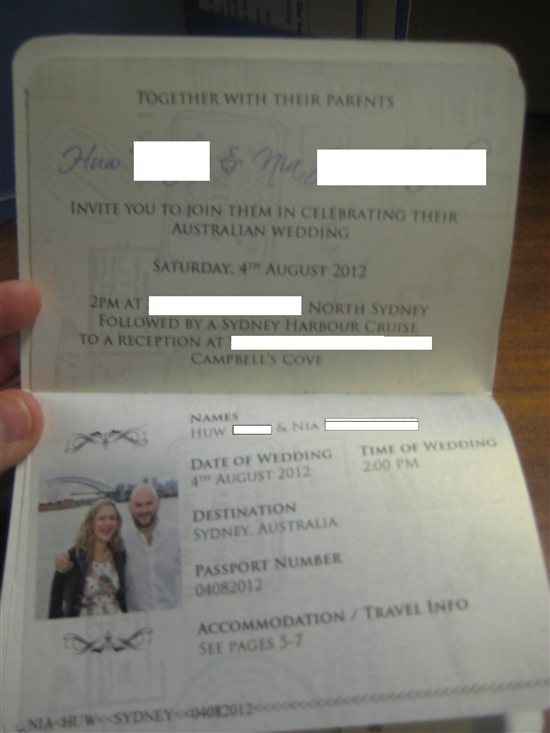 Together with their parents
Huw & Nia
Invite you to join them in celebrating their
Australian wedding
Saturday, 4th August 2012
2pm at North Sydney
Followed by a Sydney Harbour Cruise
to a reception at
Campbell's Cove
Names
Huw & Nia
Date of Wedding
4th August 2012
Time of Wedding
2:00 PM
Destination
Sydney, Australia
Passport Number
04082012
Accommodation / Travel Info
See pages 5-7
NIA<HUW<<SYDNEY<<04082012<<<<<<<<<<<<<<<<<<<<<<<<<<<<<<